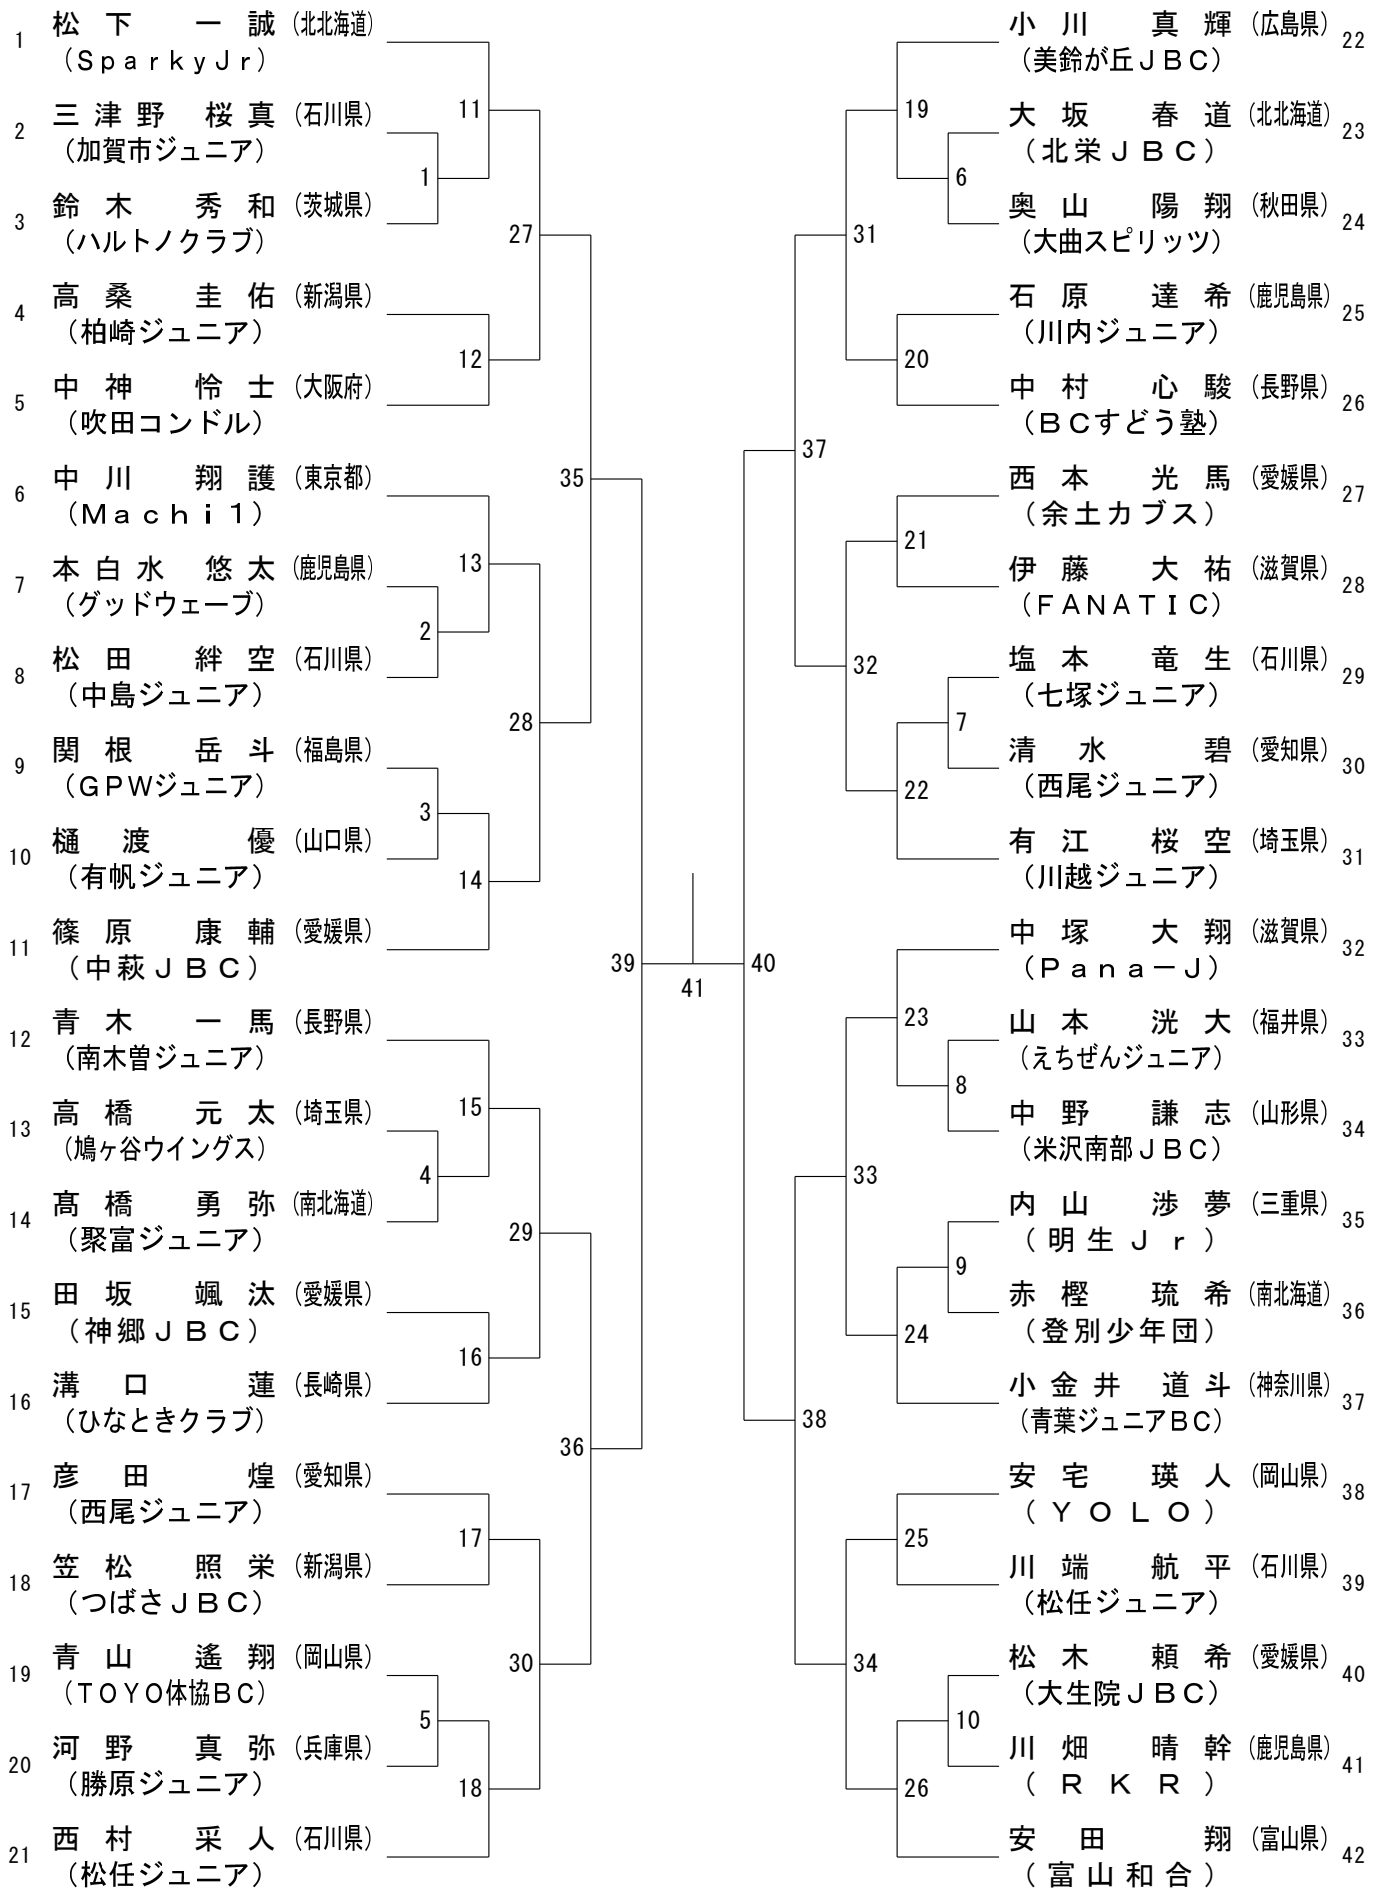 1 松下 一誠 (北北海道)
(SparkyJr)
2 三津野 桜真 (石川県)
(加賀市ジュニア)
3 鈴木 秀和 (茨城県)
(ハルトノクラブ)
4 高桑 圭佑 (新潟県)
(柏崎ジュニア)
5 中神 怜士 (大阪府)
(吹田コンドル)
6 中川 翔護 (東京都)
(Machi1)
7 本白水 悠太 (鹿児島県)
(グッドウェーブ)
8 松田 絆空 (石川県)
(中島ジュニア)
9 関根 岳斗 (福島県)
(GPWジュニア)
10 樋渡 優 (山口県)
(有帆ジュニア)
11 篠原 康輔 (愛媛県)
(中萩JBC)
12 青木 一馬 (長野県)
(南木曽ジュニア)
13 高橋 元太 (埼玉県)
(鳩ヶ谷ウイングス)
14 髙橋 勇弥 (南北海道)
(聚富ジュニア)
15 田坂 颯汰 (愛媛県)
(神郷JBC)
16 溝口 蓮 (長崎県)
(ひなときクラブ)
17 彦田 煌 (愛知県)
(西尾ジュニア)
18 笠松 照栄 (新潟県)
(つばさJBC)
19 青山 遙翔 (岡山県)
(TOYO体協BC)
20 河野 真弥 (兵庫県)
(勝原ジュニア)
21 西村 采人 (石川県)
(松任ジュニア)
1
2
3
4
5
11
12
13
14
15
16
17
18
27
28
29
30
35
36
39
41
40
37
38
31
32
33
34
19
20
21
22
23
24
25
26
6
7
8
9
10
小川 真輝 (広島県) 22
(美鈴が丘JBC)
大坂 春道 (北北海道) 23
(北栄JBC)
奥山 陽翔 (秋田県) 24
(大曲スピリッツ)
石原 達希 (鹿児島県) 25
(川内ジュニア)
中村 心駿 (長野県) 26
(BCすどう塾)
西本 光馬 (愛媛県) 27
(余土カブス)
伊藤 大祐 (滋賀県) 28
(FANATIC)
塩本 竜生 (石川県) 29
(七塚ジュニア)
清水 碧 (愛知県) 30
(西尾ジュニア)
有江 桜空 (埼玉県) 31
(川越ジュニア)
中塚 大翔 (滋賀県) 32
(Pana－J)
山本 洸大 (福井県) 33
(えちぜんジュニア)
中野 謙志 (山形県) 34
(米沢南部JBC)
内山 渉夢 (三重県) 35
(明生Jr)
赤樫 琉希 (南北海道) 36
(登別少年団)
小金井 道斗 (神奈川県) 37
(青葉ジュニアBC)
安宅 瑛人 (岡山県) 38
(YOLO)
川端 航平 (石川県) 39
(松任ジュニア)
松木 頼希 (愛媛県) 40
(大生院JBC)
川畑 晴幹 (鹿児島県) 41
(RKR)
安田 翔 (富山県) 42
(富山和合)